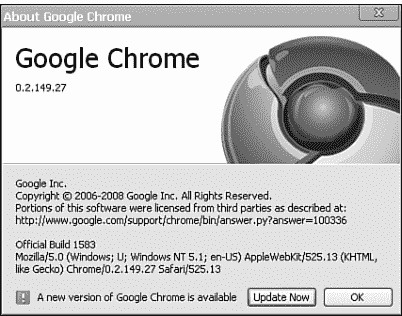 About Google Chrome
Google Chrome
0.2.149.27
Google Inc.
Copyright © 2006-2008 Google Inc. All Rights Reserved.
Portions of this software were licensed from third parties as described at:
http://www.google.com/support/chrome/bin/answer.py?answer=100336
Official Build 1583
Mozilla/5.0 (Windows; U; Windows NT 5.1; en-US) AppleWebKit/525.13 (KHTML,
like Gecko) Chrome/0.2.149.27 Safari/525.13
A new version of Google Chrome is available
Update Now
OK